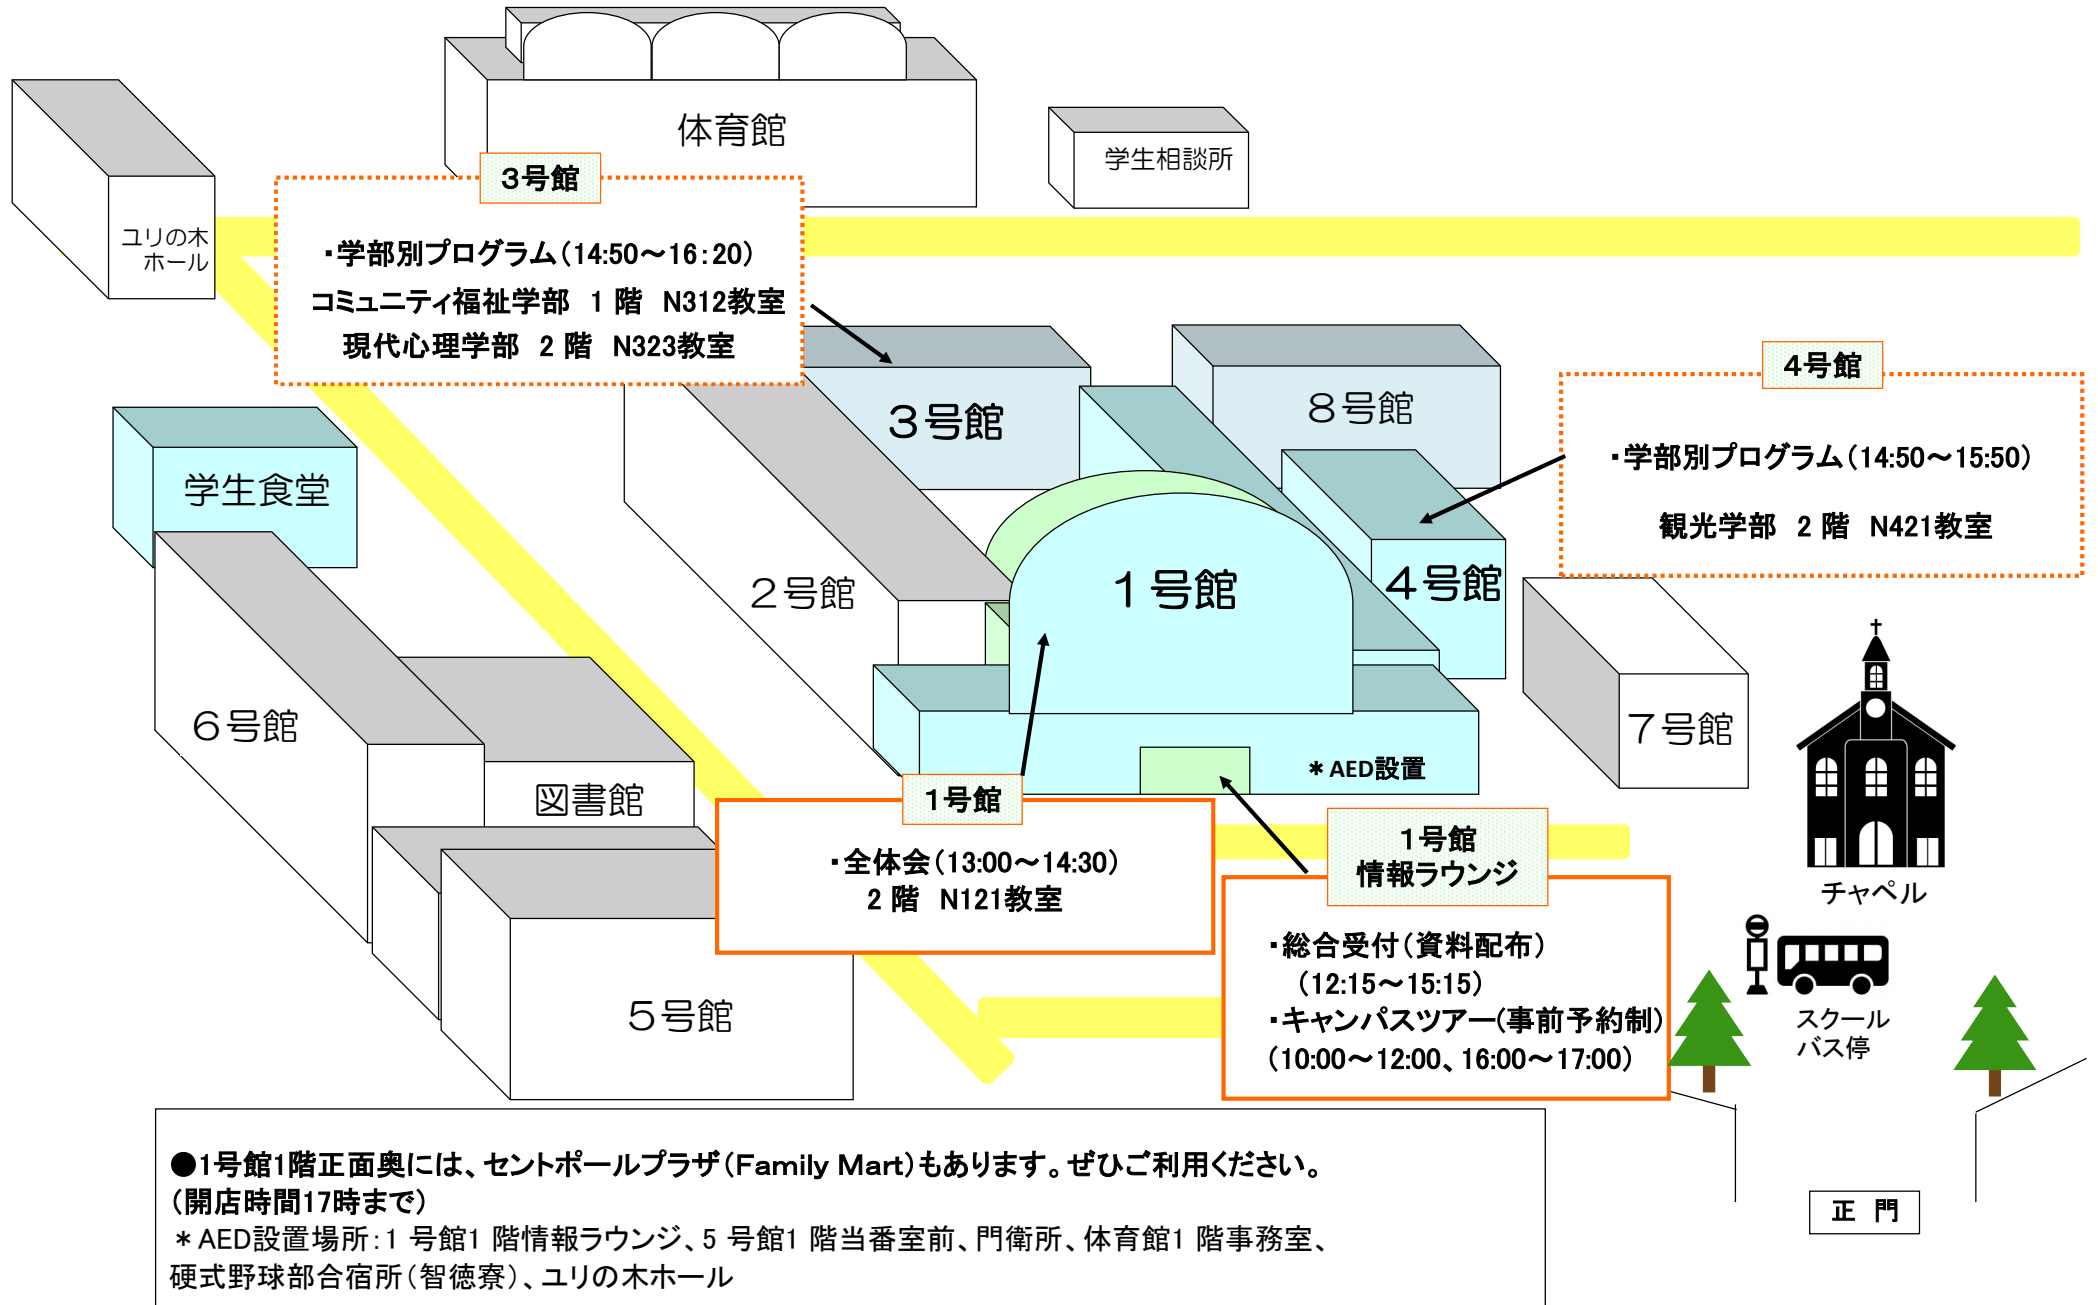 体育館
学生相談所
3号館
・学部別プログラム(14:50～16:20)
コミュニティ福祉学部 1 階 N312教室
現代心理学部 2 階 N323教室
ユリの木
ホール
3号館
8号館
4号館
・学部別プログラム(14:50～15:50)
観光学部 2 階 N421教室
学生食堂
2号館
1号館
4号館
6号館
7号館
図書館
＊AED設置
1号館
・全体会(13:00～14:30)
2 階 N121教室
1号館
情報ラウンジ
・総合受付(資料配布)
(12:15～15:15)
・キャンパスツアー(事前予約制)
(10:00～12:00、16:00～17:00)
チャペル
スクール
バス停
5号館
正 門
●1号館1階正面奥には、セントポールプラザ(Family Mart)もあります。ぜひご利用ください。
(開店時間17時まで)
＊AED設置場所:1 号館1 階情報ラウンジ、5 号館1 階当番室前、門衛所、体育館1 階事務室、
硬式野球部合宿所(智徳寮)、ユリの木ホール